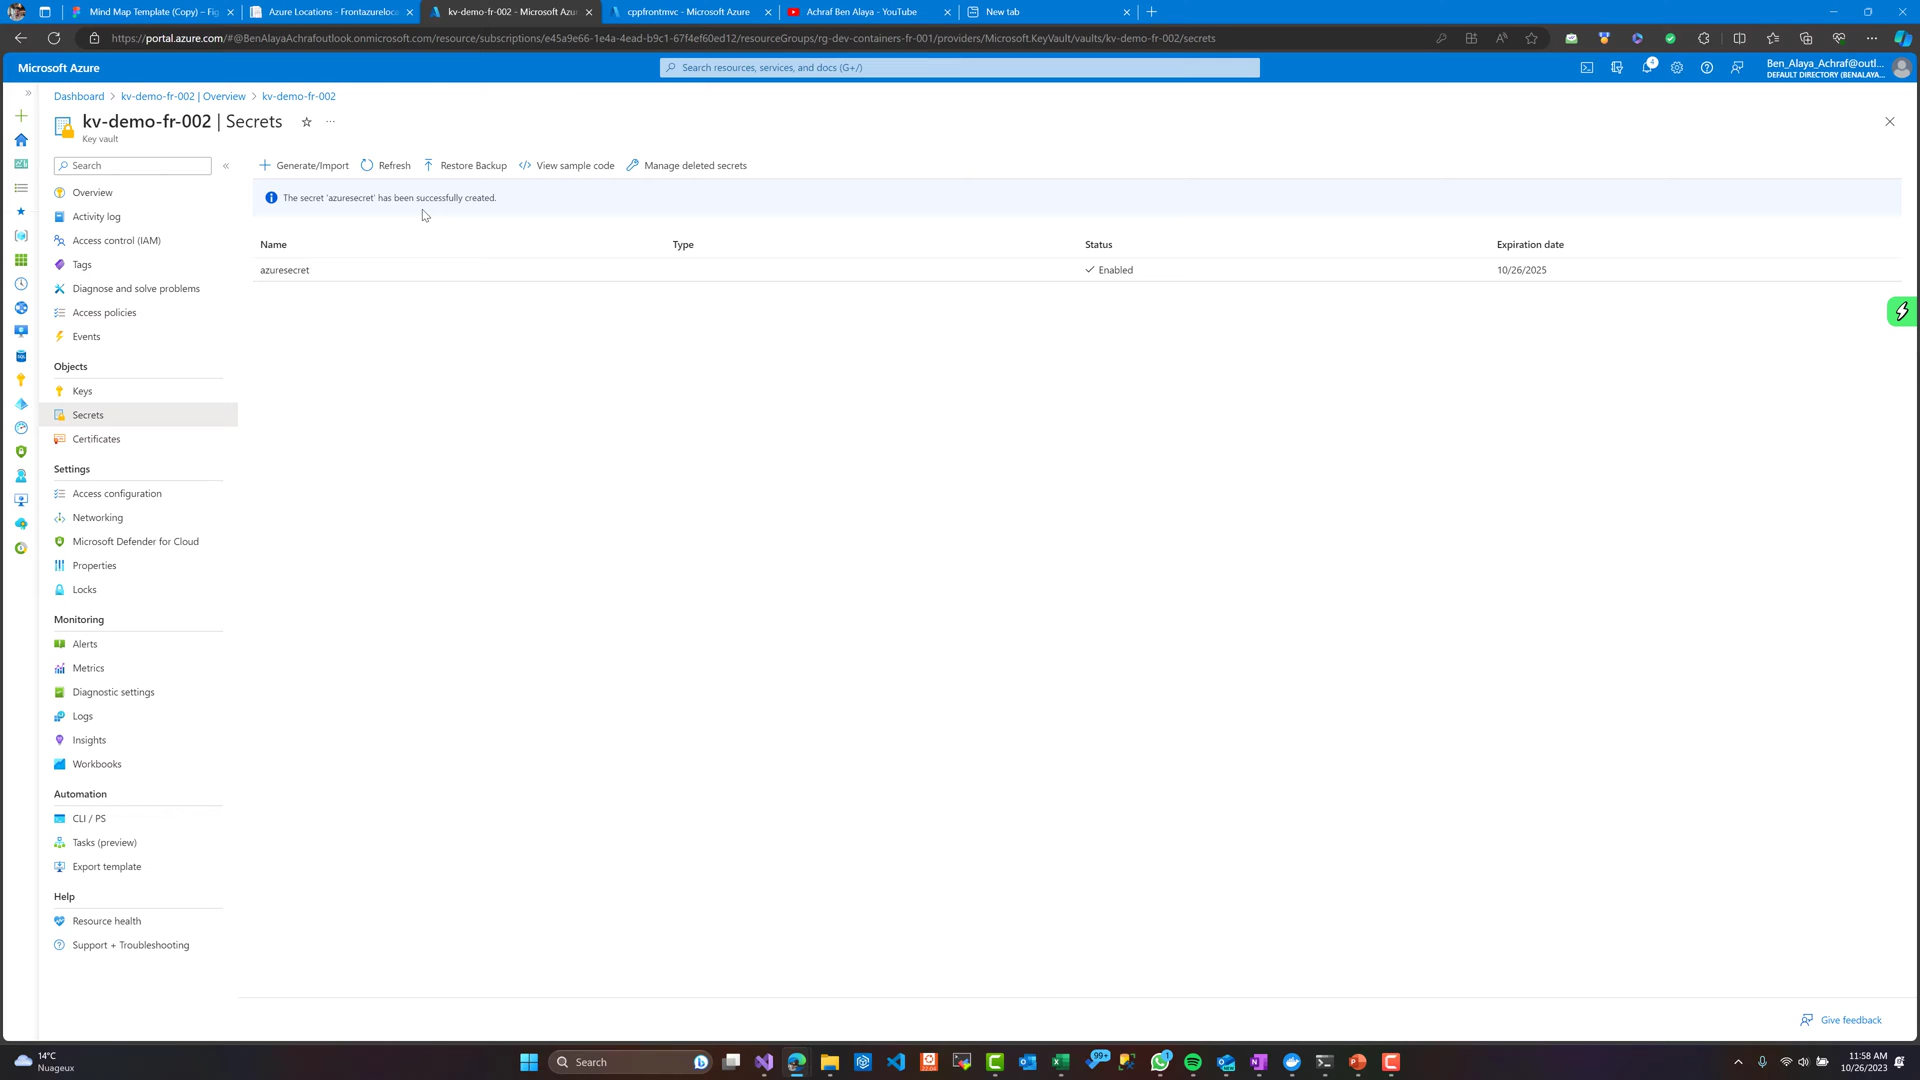 Mind Map Template (Copy) – Fig
Azure Locations - Frontazureloca
kv-demo-fr-002 - Microsoft Azu
cppfrontmvc - Microsoft Azure
Achraf Ben Alaya - YouTube
New tab
https://portal.azure.com/#@BenAlayaAchrafoutlook.onmicrosoft.com/resource/subscriptions/e45a9e66-1e4a-4ead-b9c1-67f4ef60ed12/resourceGroups/rg-dev-containers-fr-001/providers/Microsoft.KeyVault/vaults/kv-demo-fr-002/secrets
Microsoft Azure
Search resources, services, and docs (G+/)
4
Ben_Alaya_Achraf@outl...
DEFAULT DIRECTORY (BENALAYA...
Dashboard > kv-demo-fr-002 | Overview > kv-demo-fr-002
kv-demo-fr-002 | Secrets
Key vault
Search
Generate/Import
Refresh
Restore Backup
View sample code
Manage deleted secrets
The secret 'azuresecret' has been successfully created.
Name Type Status Expiration date
azuresecret Enabled 10/26/2025
Overview
Activity log
Access control (IAM)
Tags
Diagnose and solve problems
Access policies
Events
Objects
Keys
Secrets
Certificates
Settings
Access configuration
Networking
Microsoft Defender for Cloud
Properties
Locks
Monitoring
Alerts
Metrics
Diagnostic settings
Logs
Insights
Workbooks
Automation
CLI / PS
Tasks (preview)
Export template
Help
Resource health
Support + Troubleshooting
Give feedback
14°C
Nuageux
Search
99+
1
11:58 AM
10/26/2023